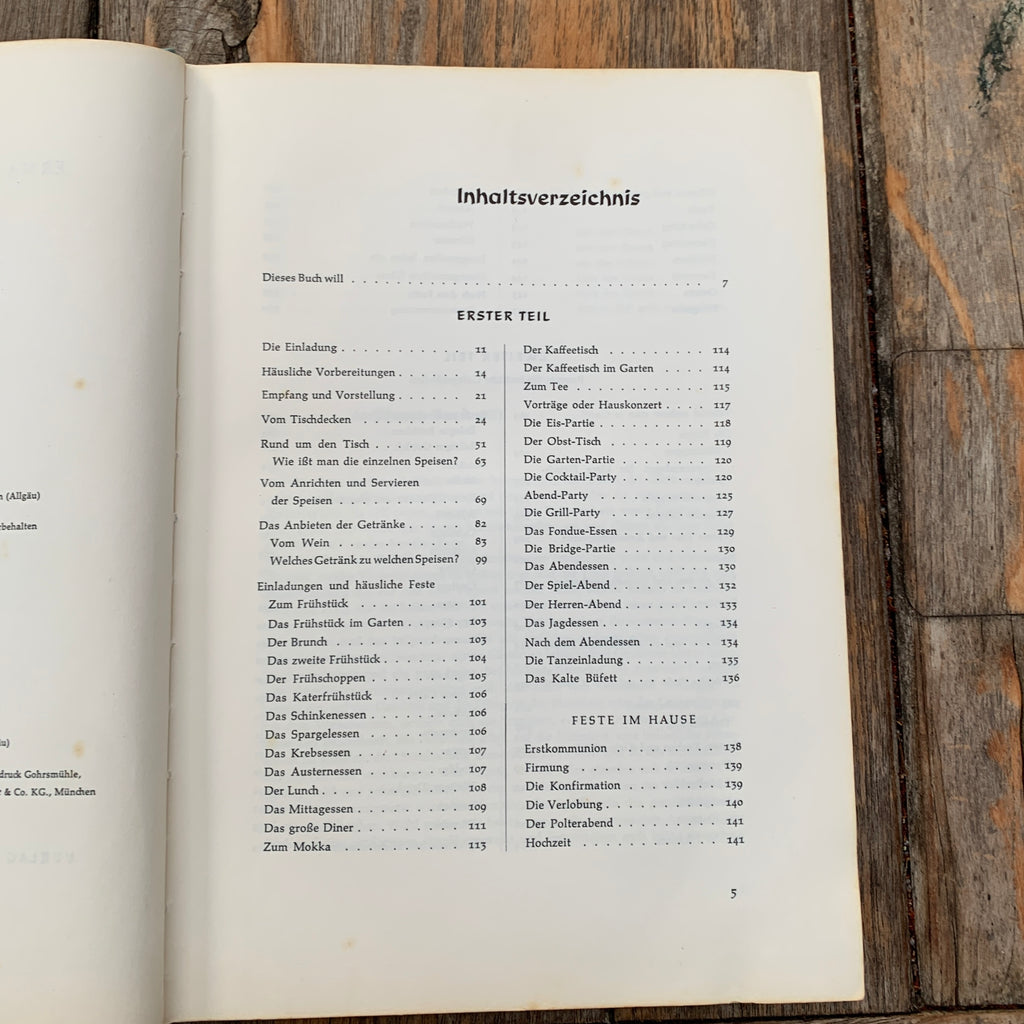 (Allgäu)
behalten
druck Gohrsmühle,
& Co. KG., München
Inhaltsverzeichnis
Dieses Buch will . . . . . . . . . . . . . . . . . . . . . . . . . . . . . . 7
ERSTER TEIL
Die Einladung . . . . . . . . . . 11
Häusliche Vorbereitungen . . . . . . 14
Empfang und Vorstellung . . . . . . 21
Vom Tischdecken . . . . . . . . . 24
Rund um den Tisch . . . . . . . . 51
Wie ißt man die einzelnen Speisen? 63
Vom Anrichten und Servieren
der Speisen . . . . . . . . . . . 69
Das Anbieten der Getränke . . . . . 82
Vom Wein . . . . . . . . . . . 83
Welches Getränk zu welchen Speisen? 99
Einladungen und häusliche Feste
Zum Frühstück . . . . . . . . . 101
Das Frühstück im Garten . . . . . 103
Der Brunch . . . . . . . . . . . 103
Das zweite Frühstück . . . . . . . 104
Der Frühschoppen . . . . . . . . 105
Das Katerfrühstück . . . . . . . 106
Das Schinkenessen . . . . . . . . 106
Das Spargelessen . . . . . . . . 106
Das Krebsessen . . . . . . . . . 107
Das Austernessen . . . . . . . . 107
Der Lunch . . . . . . . . . . . . 108
Das Mittagessen . . . . . . . . . 109
Das große Diner . . . . . . . . . 111
Zum Mokka . . . . . . . . . . 113
Der Kaffeetisch . . . . . . . . . 114
Der Kaffeetisch im Garten . . . . 114
Zum Tee . . . . . . . . . . . . 115
Vorträge oder Hauskonzert . . . . 117
Die Eis-Partie . . . . . . . . . . 118
Der Obst-Tisch . . . . . . . . . 119
Die Garten-Partie . . . . . . . . 120
Die Cocktail-Party . . . . . . . . 120
Abend-Party . . . . . . . . . . 125
Die Grill-Party . . . . . . . . . 127
Das Fondue-Essen . . . . . . . . 129
Die Bridge-Partie . . . . . . . . 130
Das Abendessen . . . . . . . . . 130
Der Spiel-Abend . . . . . . . . . 132
Der Herren-Abend . . . . . . . . 133
Das Jagdessen . . . . . . . . . . 134
Nach dem Abendessen . . . . . . 134
Die Tanzeinladung . . . . . . . . 135
Das Kalte Büfett . . . . . . . . . 136
FESTE IM HAUSE
Erstkommunion . . . . . . . . . 138
Firmung . . . . . . . . . . . . 139
Die Konfirmation . . . . . . . . 139
Die Verlobung . . . . . . . . . . 140
Der Polterabend . . . . . . . . . 141
Hochzeit . . . . . . . . . . . . 141
5